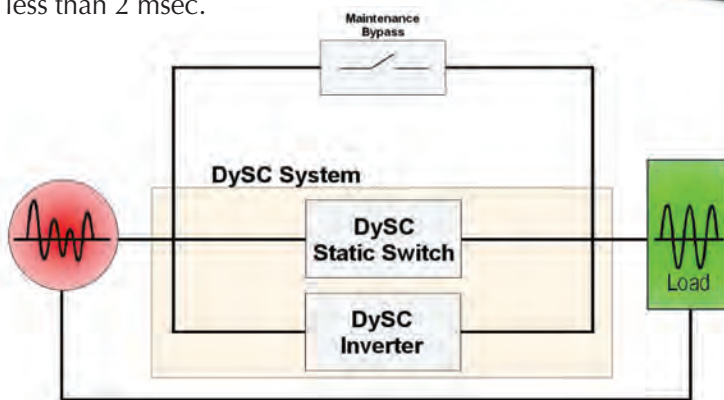 less than 2 msec.
Maintenance
Bypass
DySC System
DySC
Static Switch
Load
DySC
Inverter